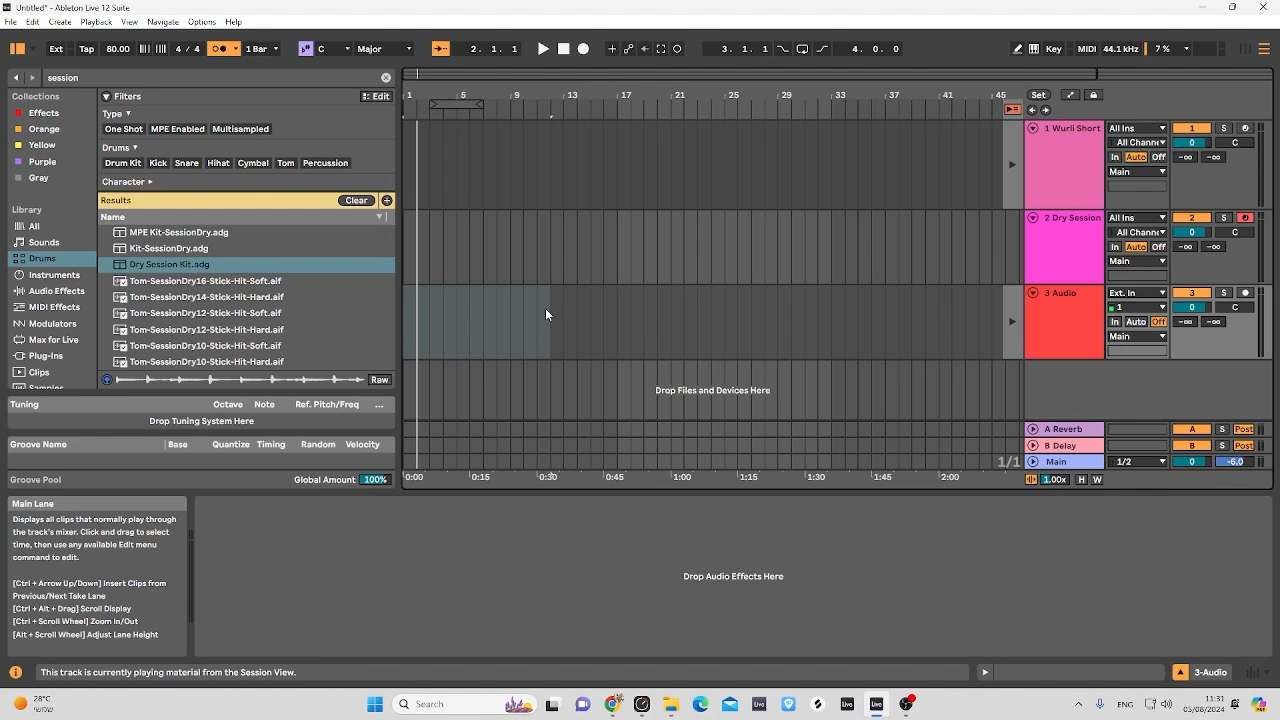 Untitled* - Ableton Live 12 Suite
File Edit Create Playback View Navigate Options Help
Ext Tap 80.00 4 / 4 1 Bar C Major 2. 1. 1 3. 1. 1 4. 0. 0 Key MIDI 44.1 kHz 7 %
session
Collections
Effects
Orange
Yellow
Purple
Gray
Library
All
Sounds
Drums
Instruments
Audio Effects
MIDI Effects
Modulators
Max for Live
Plug-Ins
Clips
Samples
Filters Edit
Type
One Shot MPE Enabled Multisampled
Drums
Drum Kit Kick Snare Hihat Cymbal Tom Percussion
Character
Results Clear
Name
MPE Kit-SessionDry.adg
Kit-SessionDry.adg
Dry Session Kit.adg
Tom-SessionDry16-Stick-Hit-Soft.aif
Tom-SessionDry14-Stick-Hit-Hard.aif
Tom-SessionDry12-Stick-Hit-Soft.aif
Tom-SessionDry12-Stick-Hit-Hard.aif
Tom-SessionDry10-Stick-Hit-Soft.aif
Tom-SessionDry10-Stick-Hit-Hard.aif
Raw
Tuning Octave Note Ref. Pitch/Freq ...
Drop Tuning System Here
Groove Name Base Quantize Timing Random Velocity
Groove Pool Global Amount 100%
1 5 9 13 17 21 25 29 33 37 41 45
Set
1 Wurli Short All Ins 1 S
All Channe 0 C
In Auto Off -∞ -∞
Main
2 Dry Session All Ins 2 S
All Channe 0 C
In Auto Off -∞ -∞
Main
3 Audio Ext. In 3 S
1 0 C
In Auto Off -∞ -∞
Main
Drop Files and Devices Here
A Reverb A S Post
B Delay B S Post
1/1 Main 1/2 0 -6.0
0:00 0:15 0:30 0:45 1:00 1:15 1:30 1:45 2:00 1.00x H W
Main Lane
Displays all clips that normally play through
the track's mixer. Click and drag to select
time, then use any available Edit menu
command to edit.
[Ctrl + Arrow Up/Down] Insert Clips from
Previous/Next Take Lane
[Ctrl + Alt + Drag] Scroll Display
[Ctrl + Scroll Wheel] Zoom In/Out
[Alt + Scroll Wheel] Adjust Lane Height
Drop Audio Effects Here
This track is currently playing material from the Session View.
3-Audio
28°C
שמשי
Search
Live
Live
Live
ENG
11:31
05/08/2024